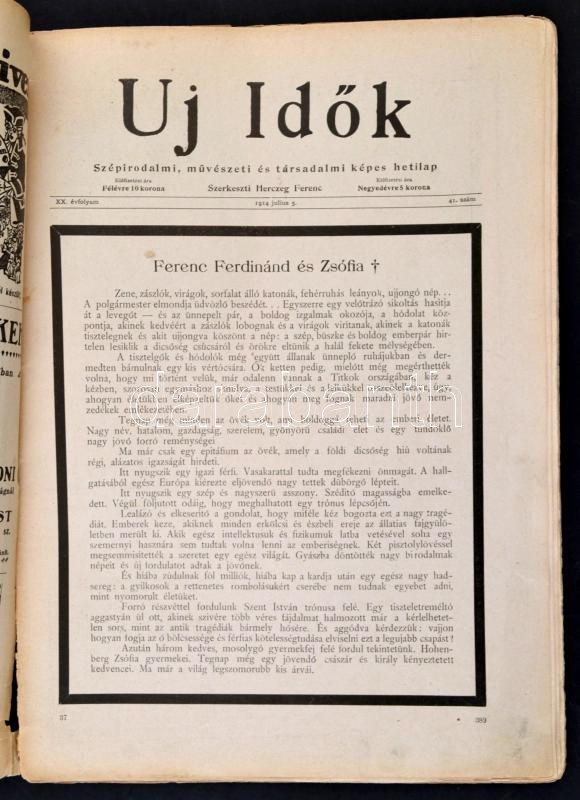 Uj Idők
Szépirodalmi, művészeti és társadalmi képes hetilap
Előfizetési ára
Félévre 10 korona
Szerkeszti Herczeg Ferenc
Előfizetési ára
Negyedévre 5 korona
XX. évfolyam
1914 julius 5.
41. szám
Ferenc Ferdinánd és Zsófia †
Zene, zászlók, virágok, sorfalat álló katonák, fehérruhás leányok, ujjongó nép...
A polgármester elmondja üdvözlő beszédét... Egyszerre egy velőtrázó sikoltás hasitja
át a levegőt — és az ünnepelt pár, a boldog izgalmak okozója, a hódolat köz-
pontja, akinek kedvéért a zászlók lobognak és a virágok viritanak, akinek a katonák
tisztelegnek és akit ujjongva köszönt a nép: a szép, büszke és boldog emberpár hir-
telen lesiklik a dicsőség csúcsáról és örökre eltünik a halál fekete mélységében.
A tisztelgők és hódolók még együtt állanak ünneplő ruhájukban és der-
medten bámulnak egy kis vértócsára. Ők ketten pedig, mielőtt még megérthették
volna, hogy mi történt velük, már odalenn járnak a Titkok országában, kéz a
kézben, szorosan egymáshoz simulva, a testükkel és a lelkükkel összeölelkezve, úgy,
ahogyan éltükben elképzeltük őket és ahogyan meg fognak maradni jövő nem-
zedékek emlékezetében.
Tegnap még minden az övék volt, ami boldoggá tehet az emberi életet.
Nagy név, hatalom, gazdagság, szerelem, gyönyörü családi élet és egy tündöklő
nagy jövő forró reménységei
Ma már csak egy epitáfium az övék, amely a földi dicsőség hiú voltának
régi, alázatos igazságát hirdeti.
Itt nyugszik egy igazi férfi. Vasakarattal tudta megfékezni önmagát. A hall-
gatásából egész Európa kiérezte eljövendő nagy tettek dübörgő lépteit.
Itt nyugszik egy szép és nagyszerű asszony. Szédítő magasságba emelke-
dett. Végül följutott odáig, hogy meghalhatott egy trónus lépcsőjén.
Lealázó és elkeseritő a gondolat, hogy miféle kéz bogozta ezt a nagy tragé-
diát. Emberek keze, akiknek minden erkölcsi és észbeli ereje az állatias fajgyülö-
letben merült ki. Akik egész intellektusuk és fizikumuk latba vetésével soha egy
szemernyi hasznára sem tudtak volna lenni az emberiségnek. Két pisztolylövéssel
megsemmisitették a szeretet egy egész világát. Gyászba döntötték nagy birodalmak
népeit és új fordulatot adtak a jövőnek.
És hiába zúdulnak föl milliók, hiába kap a kardja után egy egész nagy had-
sereg: a gyilkosok a rettenetes rombolásukért cserébe nem tudnak egyebet adni,
mint nyomorult életüket.
Forró részvéttel fordulunk Szent István trónusa felé. Egy tiszteletreméltó
aggastyán ül ott, akinek szivére több véres fájdalmat halmozott már a kérlelhetet-
len sors, mint az antik tragédiák bármely hősére. És aggódva kérdezzük: vajjon
hogyan fogja az ő bölcsessége és férfias kötelességtudása elviselni ezt a legujabb csapást?
Azután három kedves, mosolygó gyermekfej felé fordul tekintetünk. Hohen-
berg Zsófia gyermekei. Tegnap még egy jövendő császár és király kényeztetett
kedvencei. Ma már a világ legszomorubb kis árvái.
37
389
darabanth